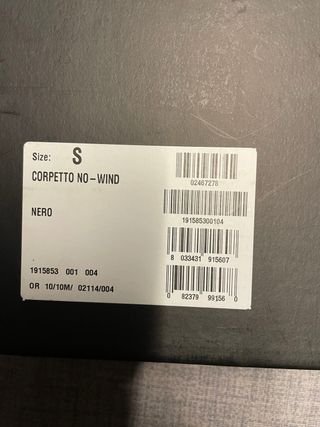 Size: S
02467276
CORPETTO NO-WIND
191585300104
NERO
8 033431 915607
1915853 001 004
0 82379 99156 0
OR 10/10M/ 02114/004